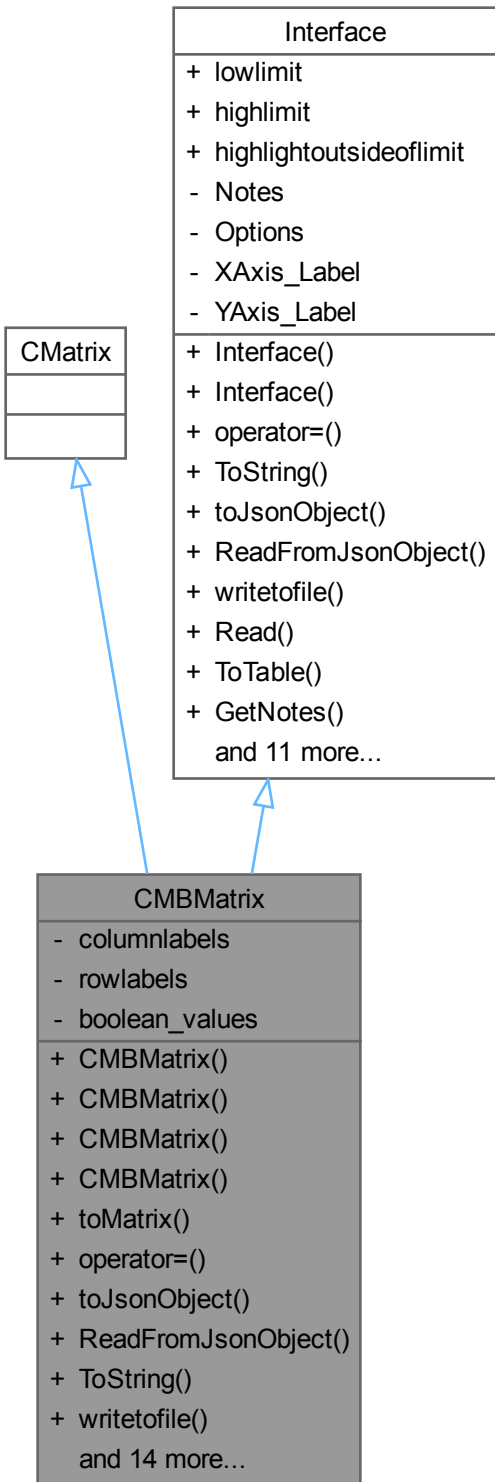 Interface
+ lowlimit
+ highlimit
+ highlightoutsideoflimit
- Notes
- Options
- XAxis_Label
- YAxis_Label
+ Interface()
+ Interface()
+ operator=()
+ ToString()
+ toJsonObject()
+ ReadFromJsonObject()
+ writetofile()
+ Read()
+ ToTable()
+ GetNotes()
and 11 more...
CMatrix
CMBMatrix
- columnlabels
- rowlabels
- boolean_values
+ CMBMatrix()
+ CMBMatrix()
+ CMBMatrix()
+ CMBMatrix()
+ toMatrix()
+ operator=()
+ toJsonObject()
+ ReadFromJsonObject()
+ ToString()
+ writetofile()
and 14 more...